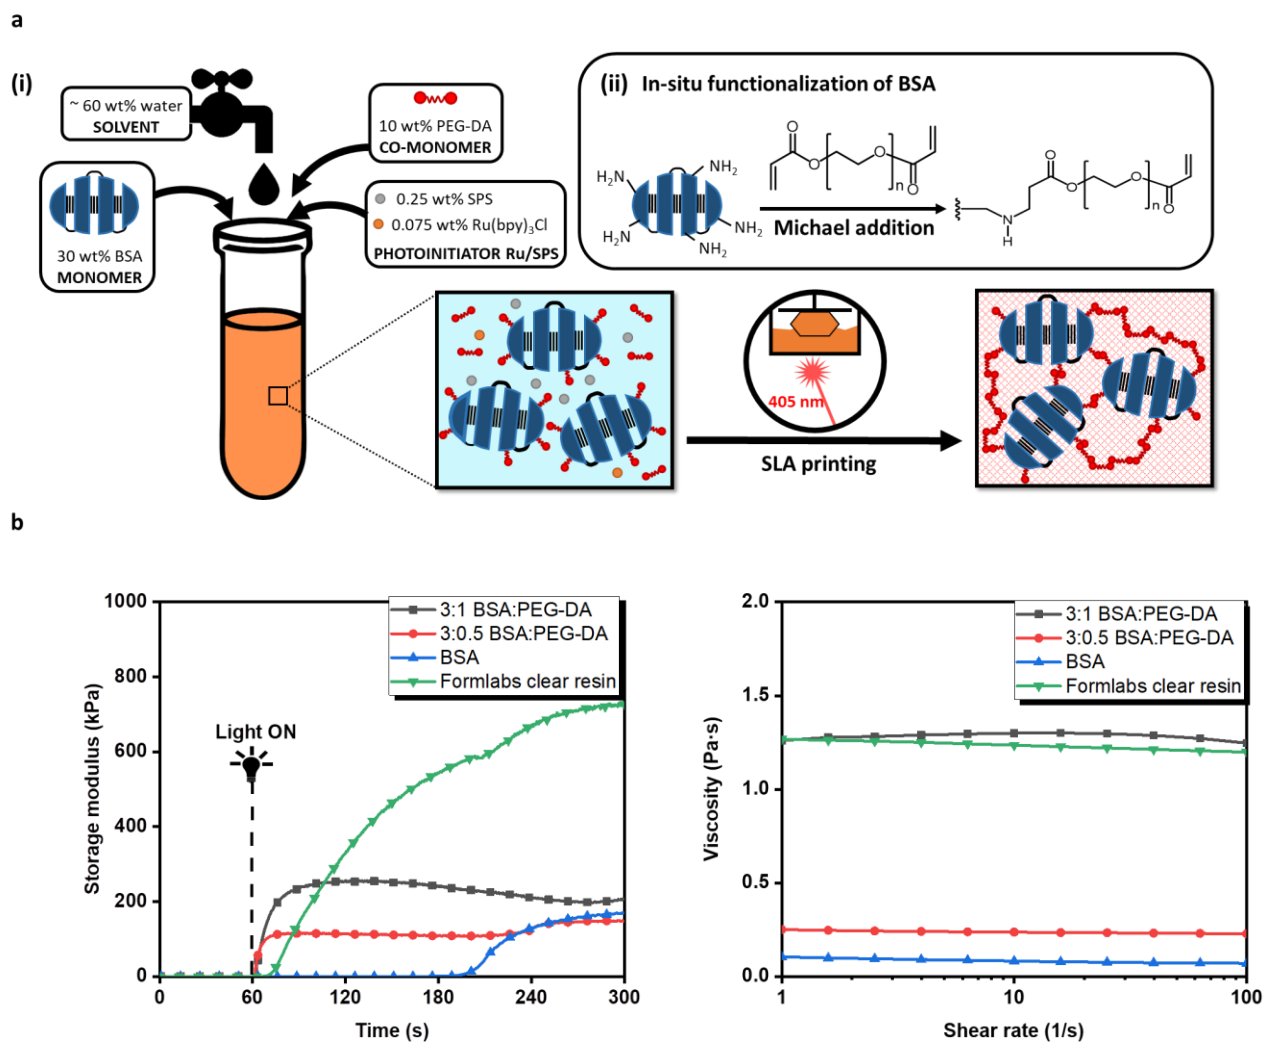 a
(i)
~ 60 wt% water
SOLVENT
10 wt% PEG-DA
CO-MONOMER
30 wt% BSA
MONOMER
0.25 wt% SPS
0.075 wt% Ru(bpy)₃Cl
PHOTOINITIATOR Ru/SPS
(ii) In-situ functionalization of BSA
H₂N
NH₂
H₂N
NH₂
H₂N
NH₂
O
O
O
n
O
Michael addition
N
H
O
O
O
n
O
405 nm
SLA printing
b
1000
800
600
400
200
0
Storage modulus (kPa)
0
60
120
180
240
300
Time (s)
Light ON
3:1 BSA:PEG-DA
3:0.5 BSA:PEG-DA
BSA
Formlabs clear resin
2.0
1.5
1.0
0.5
0.0
Viscosity (Pa·s)
1
10
100
Shear rate (1/s)
3:1 BSA:PEG-DA
3:0.5 BSA:PEG-DA
BSA
Formlabs clear resin